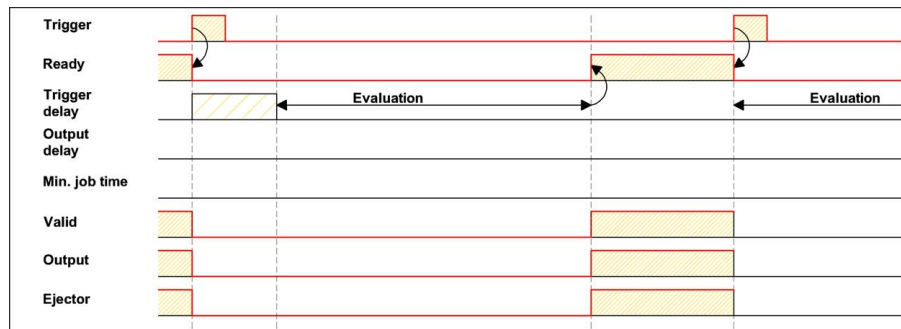 Trigger
Ready
Trigger
delay
Evaluation
Evaluation
Output
delay
Min. job time
Valid
Output
Ejector